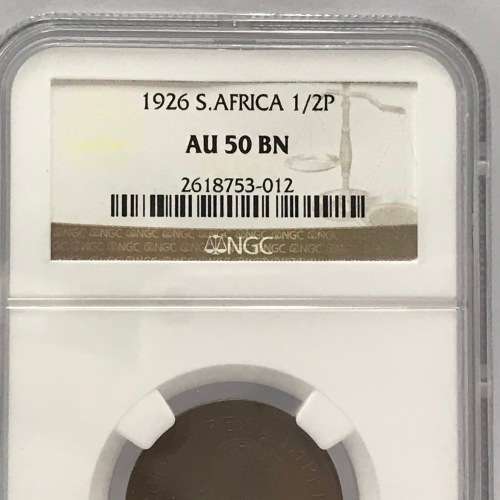 1926 S.AFRICA 1/2P
AU 50 BN
2618753-012
NGC